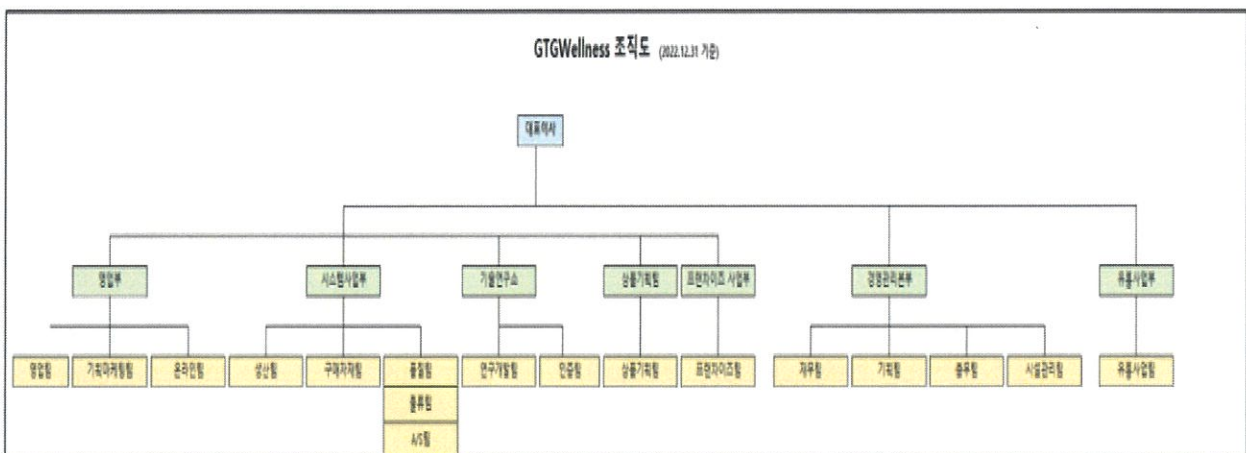 GTGWellness 조직도 (2022.12.31 기준)
대표이사
영업부 시스템사업부 기술연구소 상품기획팀 프랜차이즈 사업부 경영관리본부 유통사업부
영업팀 기획마케팅팀 온라인팀 생산팀 구매자재팀 품질팀 연구개발팀 인증팀 상품기획팀 프랜차이즈팀 재무팀 기획팀 총무팀 시설관리팀 유통사업팀
물류팀
A/S팀